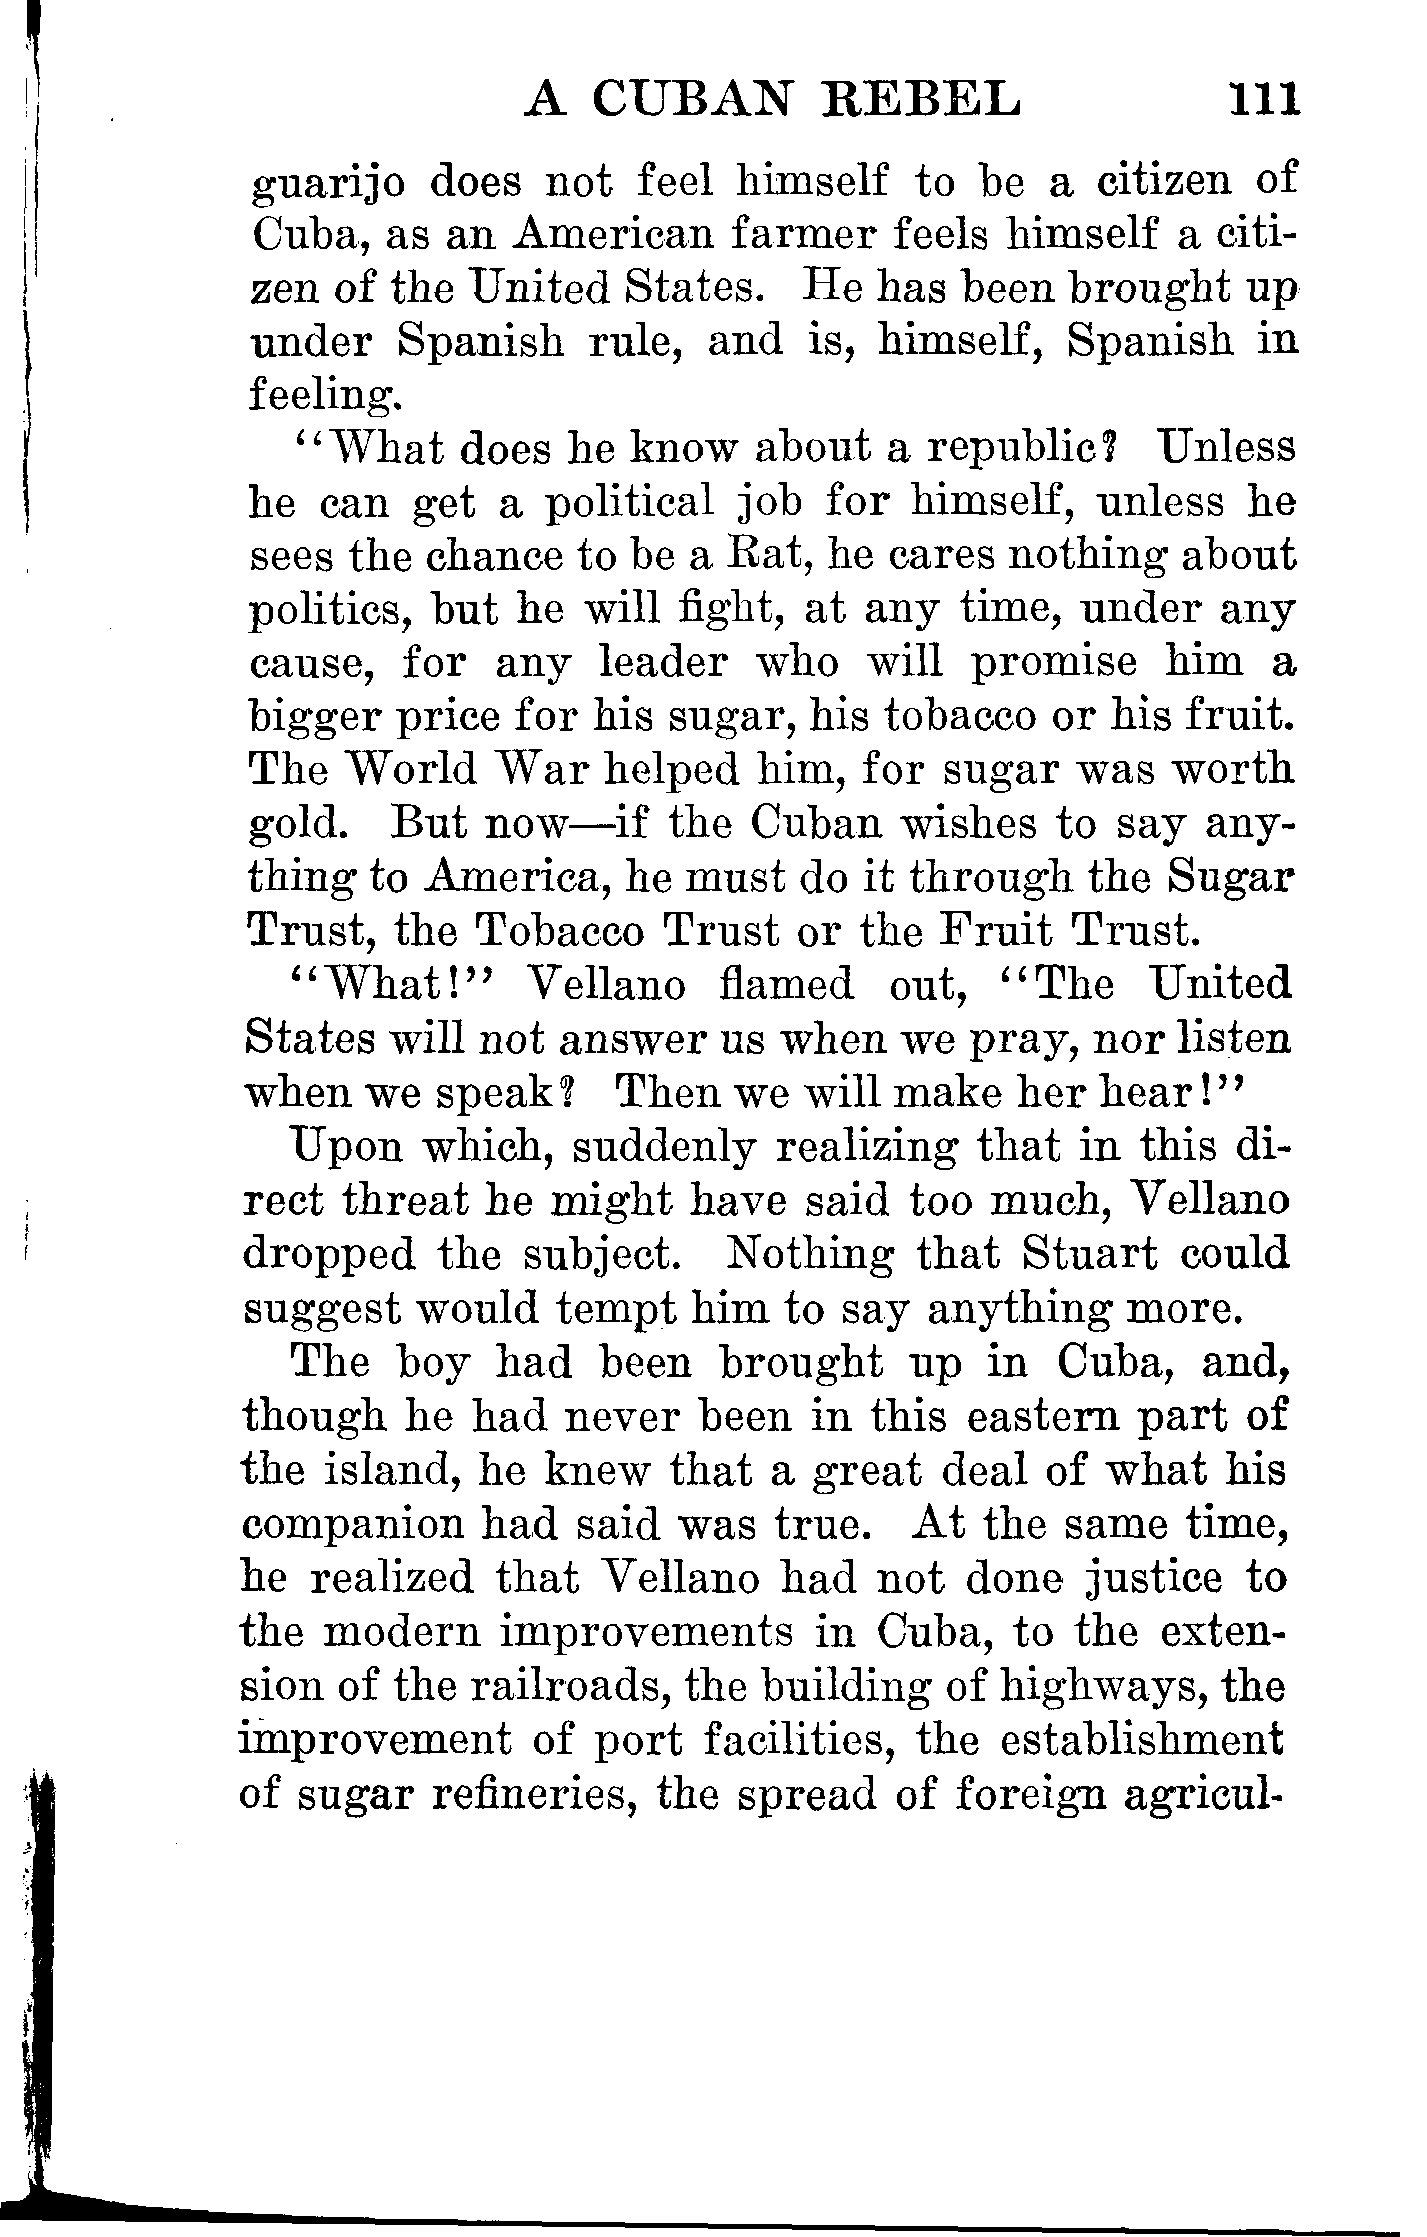 A CUBAN REBEL 111
guarijo does not feel himself to be a citizen of
Cuba, as an American farmer feels himself a citi-
zen of the United States. He has been brought up
under Spanish rule, and is, himself, Spanish in
feeling.
“What does he know about a republic? Unless
he can get a political job for himself, unless he
sees the chance to be a Rat, he cares nothing about
politics, but he will fight, at any time, under any
cause, for any leader who will promise him a
bigger price for his sugar, his tobacco or his fruit.
The World War helped him, for sugar was worth
gold. But now—if the Cuban wishes to say any-
thing to America, he must do it through the Sugar
Trust, the Tobacco Trust or the Fruit Trust.
“What!” Vellano flamed out, “The United
States will not answer us when we pray, nor listen
when we speak? Then we will make her hear!”
Upon which, suddenly realizing that in this di-
rect threat he might have said too much, Vellano
dropped the subject. Nothing that Stuart could
suggest would tempt him to say anything more.
The boy had been brought up in Cuba, and,
though he had never been in this eastern part of
the island, he knew that a great deal of what his
companion had said was true. At the same time,
he realized that Vellano had not done justice to
the modern improvements in Cuba, to the exten-
sion of the railroads, the building of highways, the
improvement of port facilities, the establishment
of sugar refineries, the spread of foreign agricul-